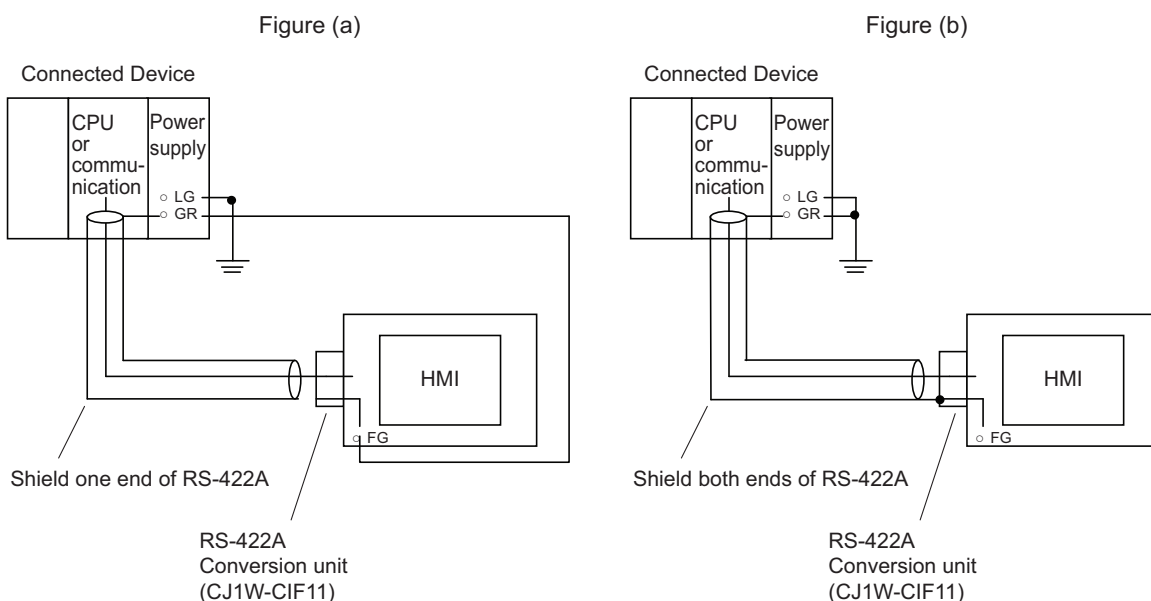 Figure (a)
Connected Device
CPU
or
commu-
nication
Power
supply
LG
GR
HMI
FG
Shield one end of RS-422A
RS-422A
Conversion unit
(CJ1W-CIF11)
Figure (b)
Connected Device
CPU
or
commu-
nication
Power
supply
LG
GR
HMI
FG
Shield both ends of RS-422A
RS-422A
Conversion unit
(CJ1W-CIF11)